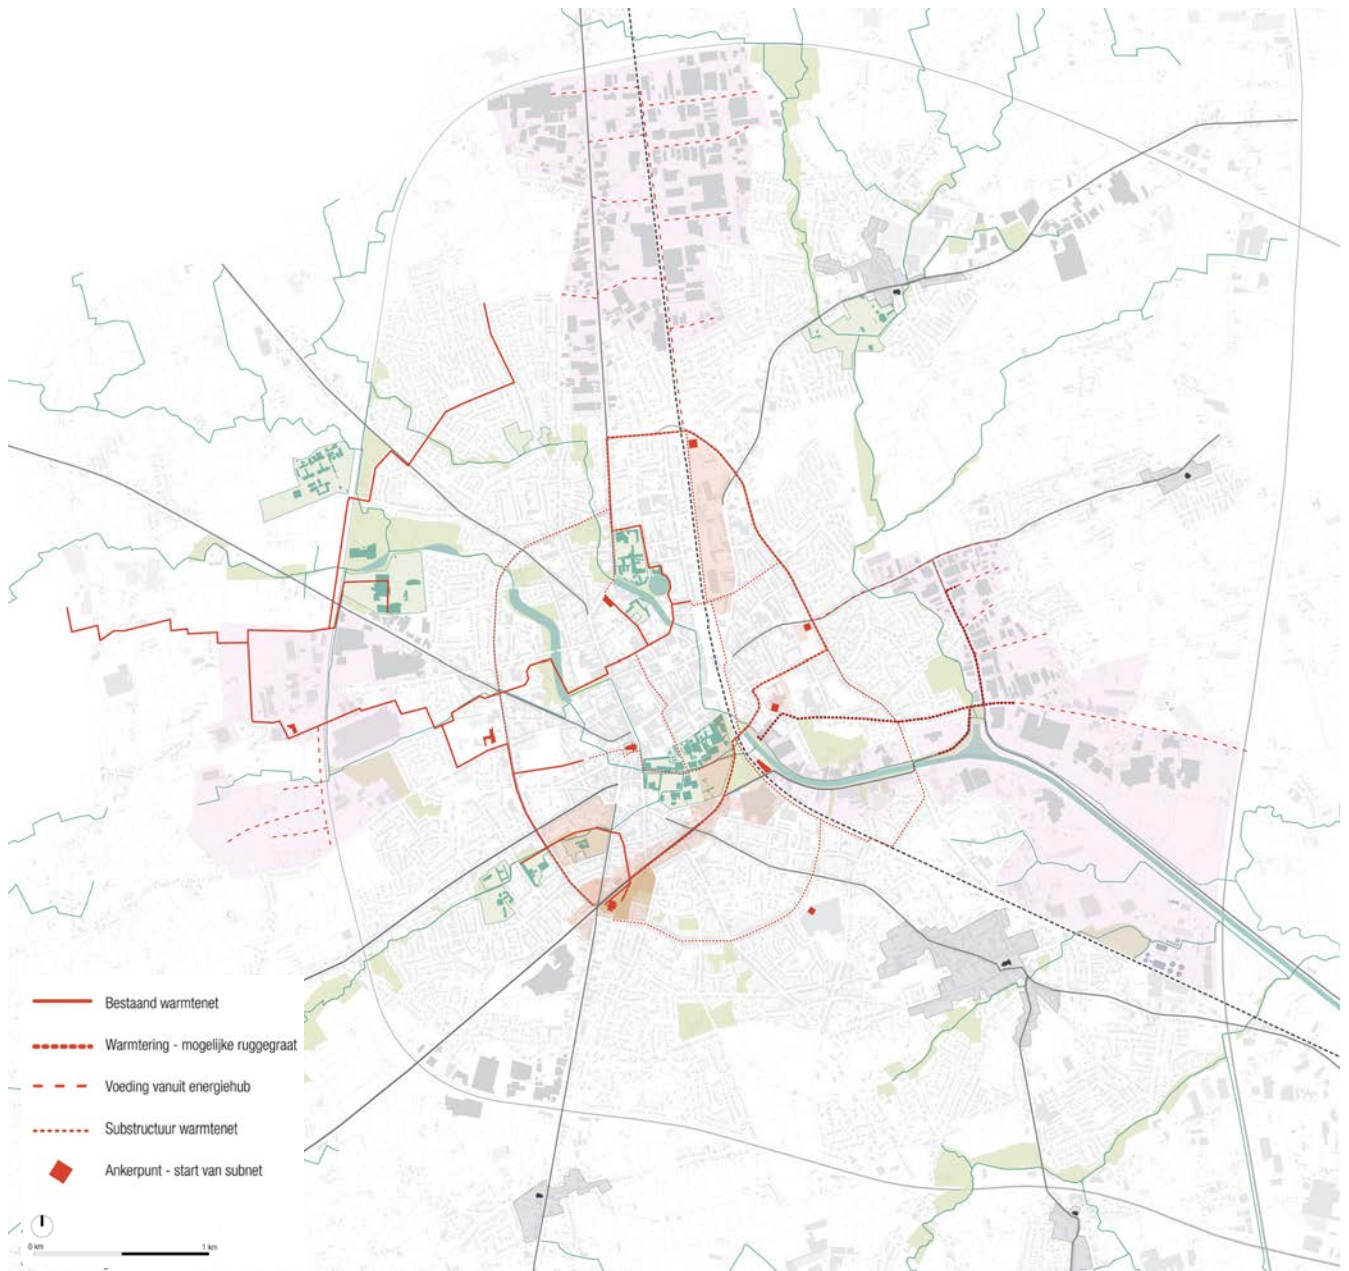 Bestaand warmtenet
Warmtering - mogelijke ruggegraat
Voeding vanuit energiehub
Substructuur warmtenet
Ankerpunt - start van subnet
0 km 1 km